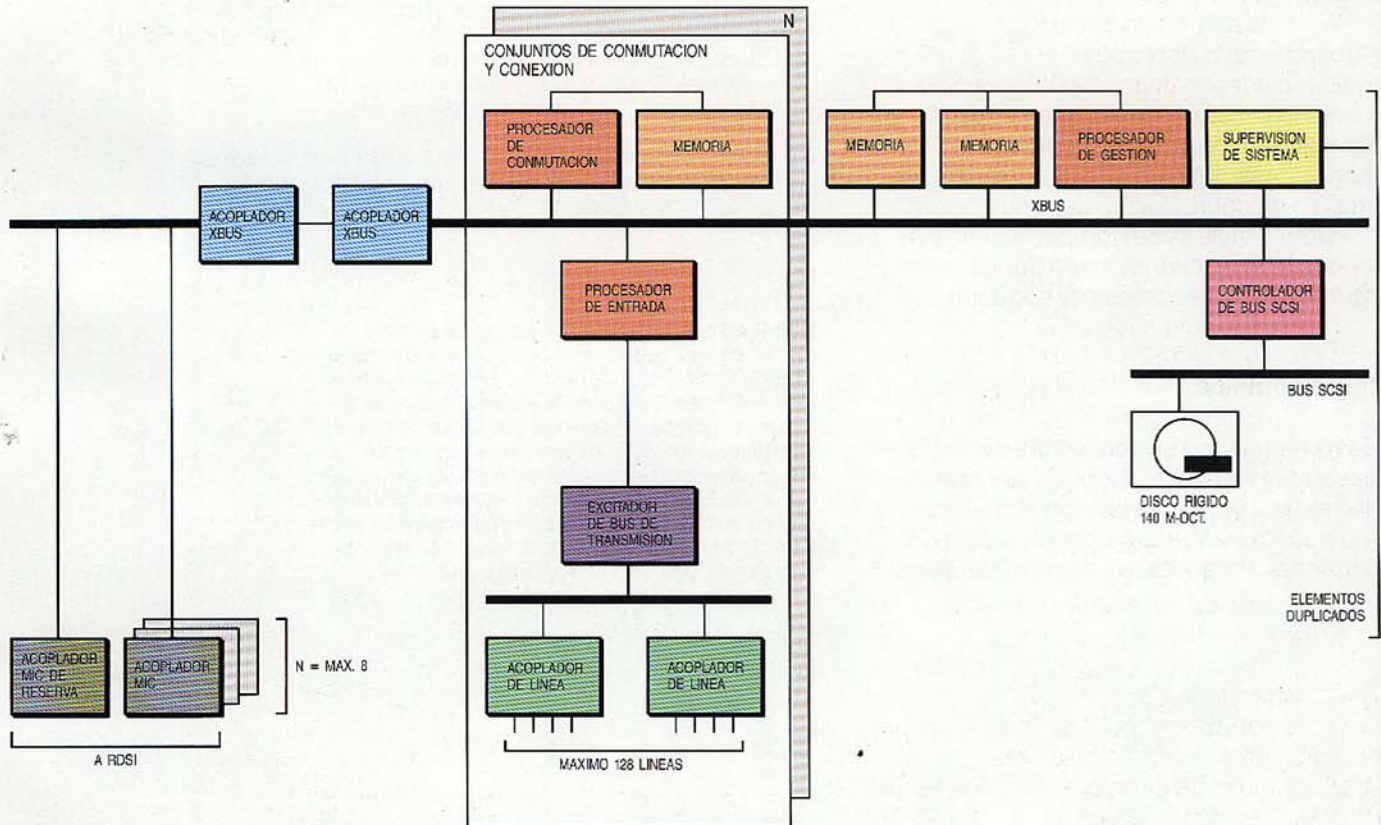 N
CONJUNTOS DE CONMUTACION
Y CONEXION
PROCESADOR
DE
CONMUTACION
MEMORIA
MEMORIA
MEMORIA
PROCESADOR
DE GESTION
SUPERVISION
DE SISTEMA
ACOPLADOR
XBUS
ACOPLADOR
XBUS
XBUS
PROCESADOR
DE ENTRADA
CONTROLADOR
DE BUS SCSI
BUS SCSI
DISCO RIGIDO
140 M-OCT.
EXCITADOR
DE BUS DE
TRANSMISION
ELEMENTOS
DUPLICADOS
ACOPLADOR
MIC DE
RESERVA
ACOPLADOR
MIC
N = MAX. 8
ACOPLADOR
DE LINEA
ACOPLADOR
DE LINEA
A RDSI
MAXIMO 128 LINEAS